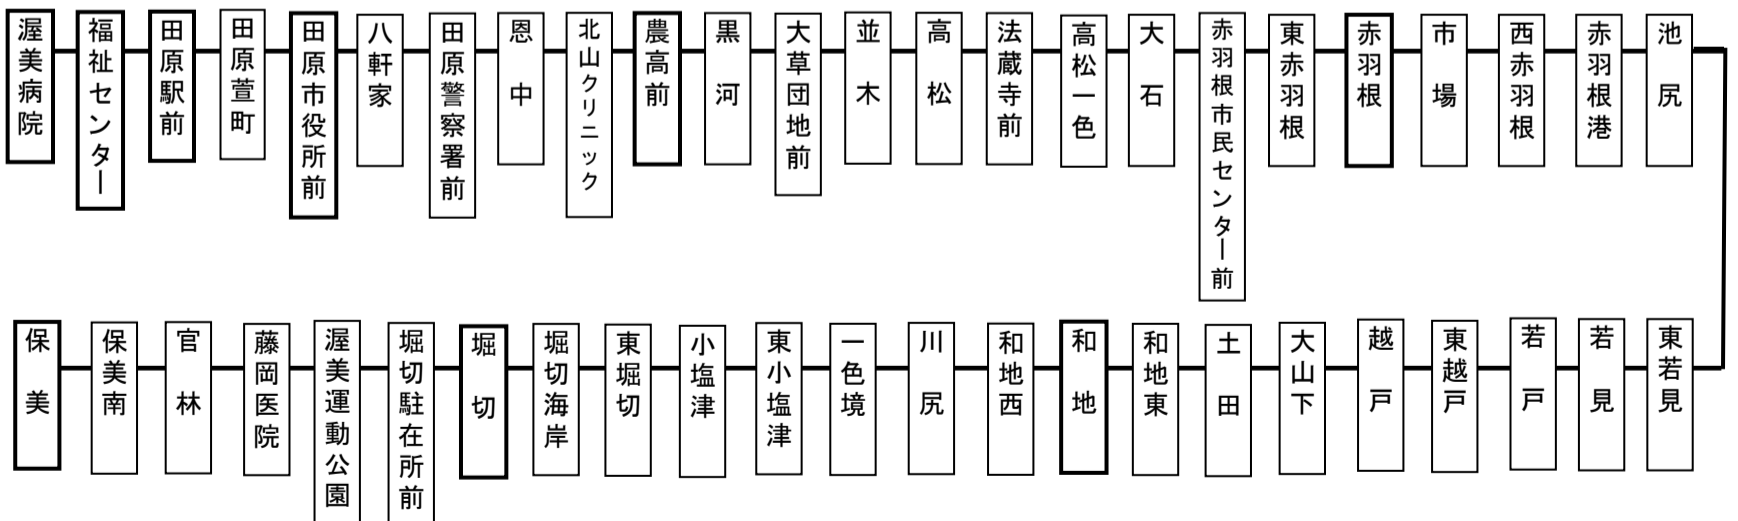 渥美病院
福祉センター
田原駅前
田原萱町
田原市役所前
八軒家
田原警察署前
恩中
北山クリニック
農高前
黒河
大草団地前
並木
高松
法蔵寺前
高松一色
大石
赤羽根市民センター前
東赤羽根
赤羽根
市場
西赤羽根
赤羽根港
池尻
保美
保美南
官林
藤岡医院
渥美運動公園
堀切駐在所前
堀切
堀切海岸
東堀切
小塩津
東小塩津
一色境
川尻
和地西
和地
和地東
土田
大山下
越戸
東越戸
若戸
若見
東若見